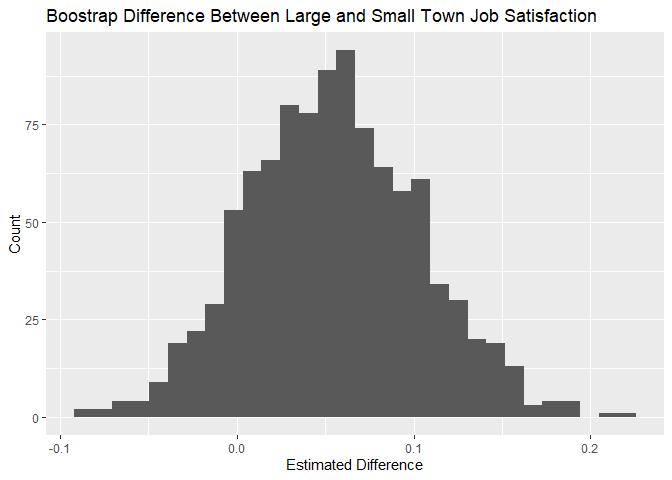 Boostrap Difference Between Large and Small Town Job Satisfaction
Count
75
50
25
0
-0.1
0.0
0.1
0.2
Estimated Difference